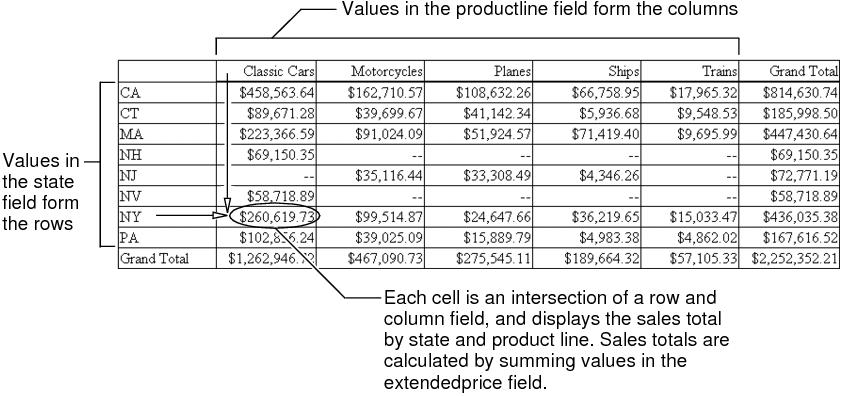 Values in the productline field form the columns
Classic Cars Motorcycles Planes Ships Trains Grand Total
CA $458,563.64 $162,710.57 $108,632.26 $66,758.95 $17,965.32 $814,630.74
CT $89,671.28 $39,699.67 $41,142.34 $5,936.68 $9,548.53 $185,998.50
MA $223,366.59 $91,024.09 $51,924.57 $71,419.40 $9,695.99 $447,430.64
NH $69,150.35 -- -- -- -- $69,150.35
NJ -- $35,116.44 $33,308.49 $4,346.26 -- $72,771.19
NV $58,718.89 -- -- -- -- $58,718.89
NY $260,619.73 $99,514.87 $24,647.66 $36,219.65 $15,033.47 $436,035.38
PA $102,856.24 $39,025.09 $15,889.79 $4,983.38 $4,862.02 $167,616.52
Grand Total $1,262,946.72 $467,090.73 $275,545.11 $189,664.32 $57,105.33 $2,252,352.21
Values in
the state
field form
the rows
Each cell is an intersection of a row and
column field, and displays the sales total
by state and product line. Sales totals are
calculated by summing values in the
extendedprice field.